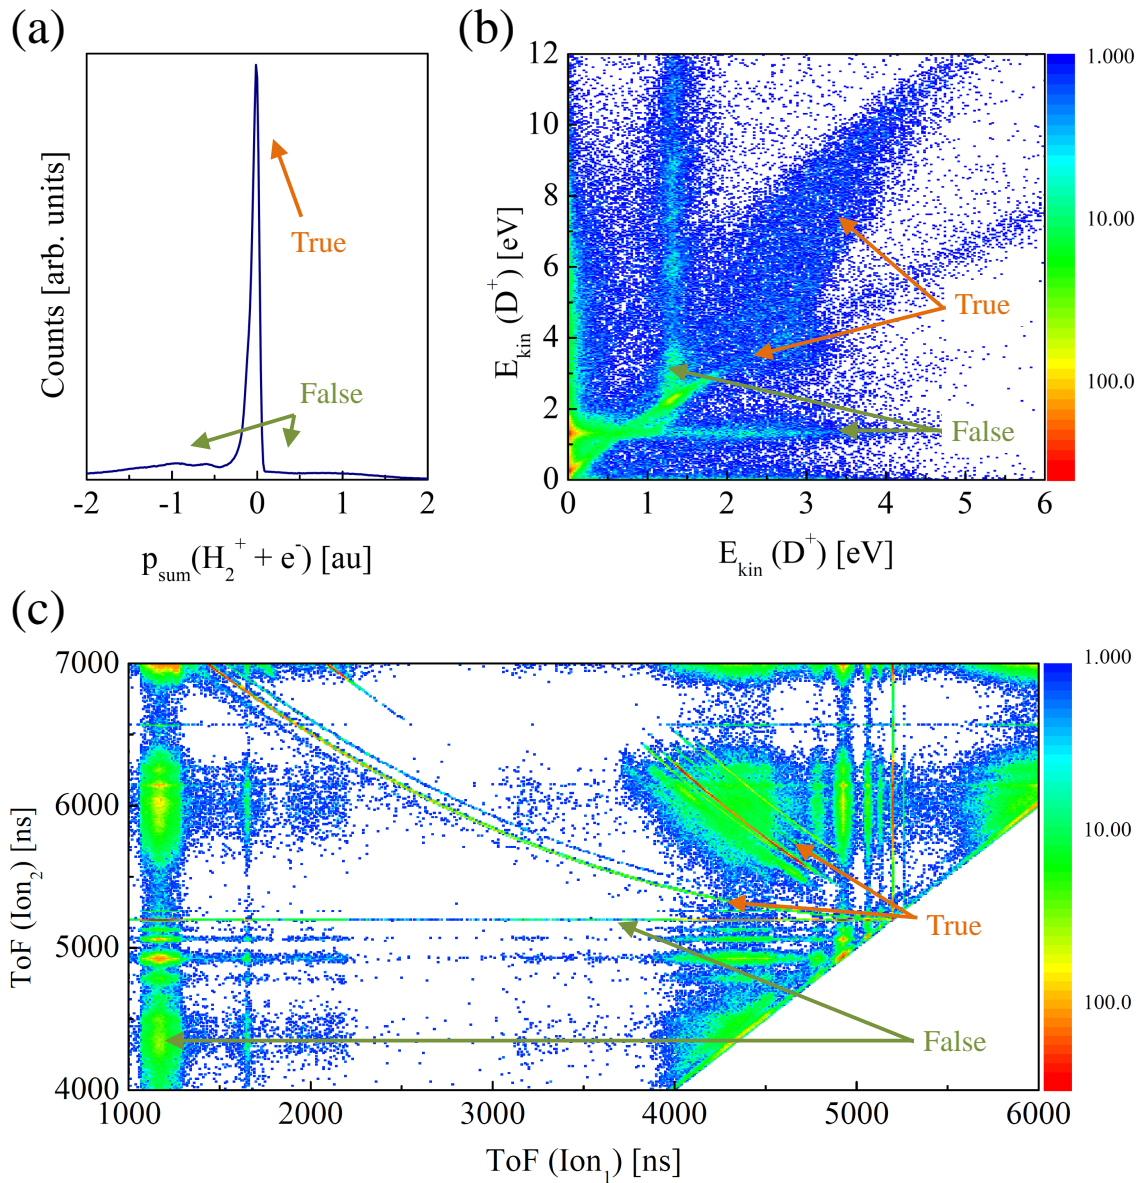 (a)
(b)
Counts [arb. units]
True
False
-2 -1 0 1 2
p_sum(H_2^+ + e^-) [au]
E_kin (D^+) [eV]
12
10
8
6
4
2
0
0 1 2 3 4 5 6
E_kin (D^+) [eV]
True
False
1.000
10.00
100.0
(c)
ToF (Ion_2) [ns]
7000
6000
5000
4000
1000 2000 3000 4000 5000 6000
ToF (Ion_1) [ns]
True
False
1.000
10.00
100.0